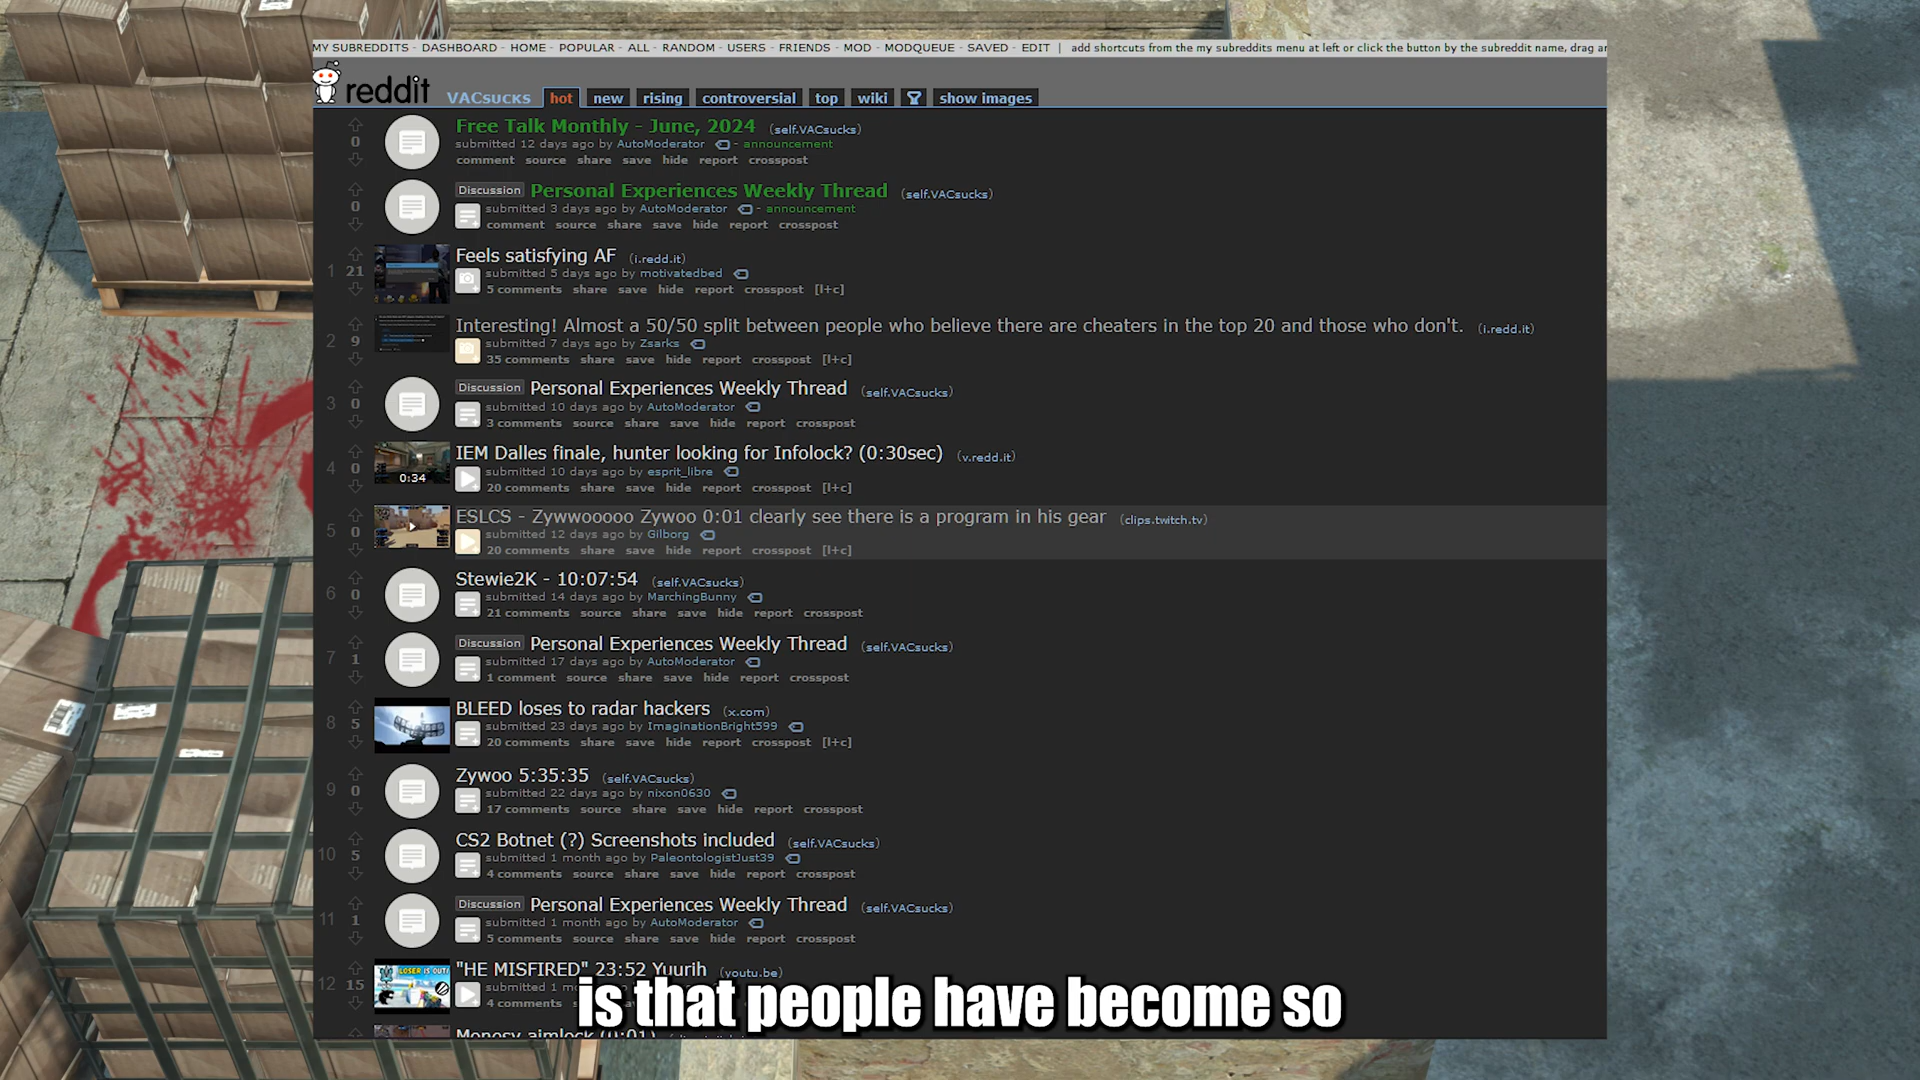 MY SUBREDDITS - DASHBOARD - HOME - POPULAR - ALL - RANDOM - USERS - FRIENDS - MOD - MODQUEUE - SAVED - EDIT | add shortcuts from the my subreddits menu at left or click the button by the subreddit name, drag
reddit VACsucks hot new rising controversial top wiki show images
Free Talk Monthly - June, 2024 (self.VACsucks)
0 submitted 12 days ago by AutoModerator - announcement
comment source share save hide report crosspost
Discussion Personal Experiences Weekly Thread (self.VACsucks)
0 submitted 3 days ago by AutoModerator - announcement
comment source share save hide report crosspost
Feels satisfying AF (i.redd.it)
1 21 submitted 5 days ago by motivatedbed
5 comments share save hide report crosspost [l+c]
Interesting! Almost a 50/50 split between people who believe there are cheaters in the top 20 and those who don't. (i.redd.it)
2 9 submitted 7 days ago by Zsarks
35 comments share save hide report crosspost [l+c]
Discussion Personal Experiences Weekly Thread (self.VACsucks)
3 0 submitted 10 days ago by AutoModerator
3 comments source share save hide report crosspost
IEM Dalles finale, hunter looking for Infolock? (0:30sec) (v.redd.it)
4 0 submitted 10 days ago by esprit_libre
0:34 20 comments share save hide report crosspost [l+c]
ESLCS - Zywwooooo Zywoo 0:01 clearly see there is a program in his gear (clips.twitch.tv)
5 0 submitted 12 days ago by Gilborg
20 comments share save hide report crosspost [l+c]
Stewie2K - 10:07:54 (self.VACsucks)
6 0 submitted 14 days ago by MarchingBunny
21 comments source share save hide report crosspost
Discussion Personal Experiences Weekly Thread (self.VACsucks)
7 1 submitted 17 days ago by AutoModerator
1 comment source share save hide report crosspost
BLEED loses to radar hackers (x.com)
8 5 submitted 23 days ago by ImaginationBright599
20 comments share save hide report crosspost [l+c]
Zywoo 5:35:35 (self.VACsucks)
9 0 submitted 22 days ago by nixon0630
17 comments source share save hide report crosspost
CS2 Botnet (?) Screenshots included (self.VACsucks)
10 5 submitted 1 month ago by PaleontologistJust39
4 comments source share save hide report crosspost
Discussion Personal Experiences Weekly Thread (self.VACsucks)
11 1 submitted 1 month ago by AutoModerator
5 comments source share save hide report crosspost
LOSER IS OUT! "HE MISFIRED" 23:52 Yuurih (youtu.be)
12 15 submitted 1
4 comments
is that people have become so
Monesy aimlock (0:01)